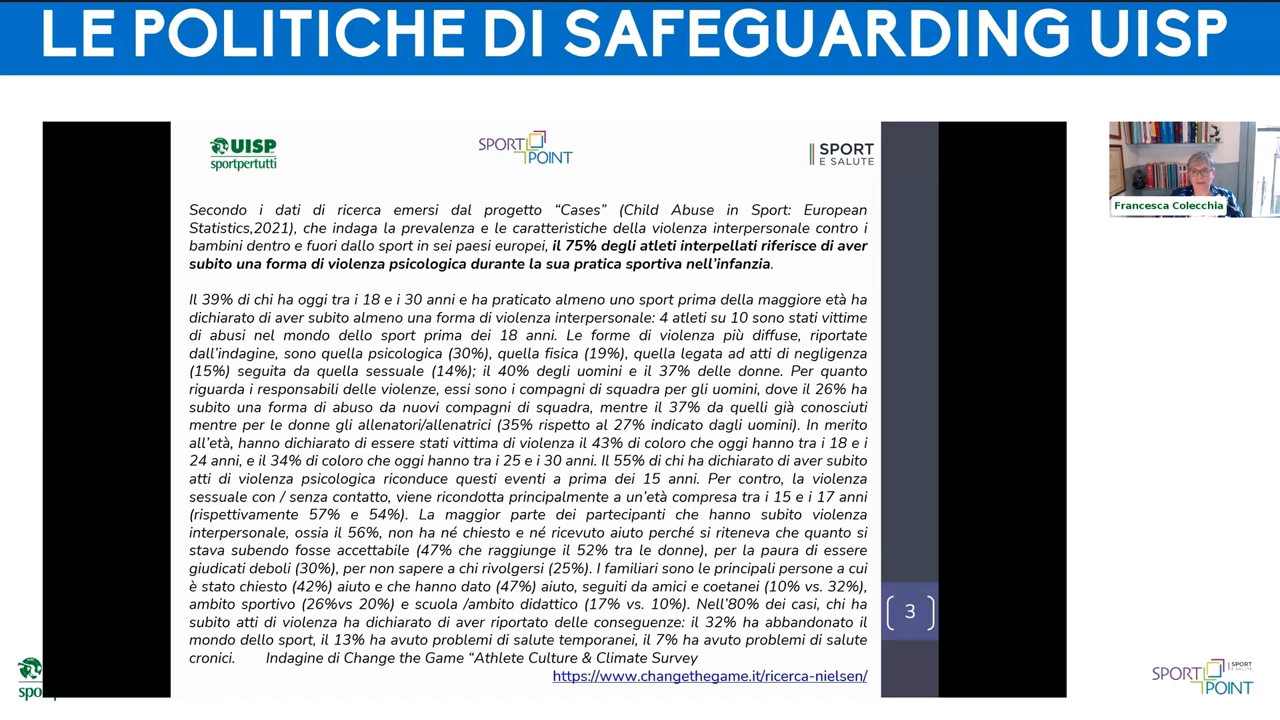 LE POLITICHE DI SAFEGUARDING UISP
UISP
sportpertutti
SPORT
POINT
SPORT
E SALUTE
Francesca Colecchia
Secondo i dati di ricerca emersi dal progetto “Cases” (Child Abuse in Sport: European
Statistics,2021), che indaga la prevalenza e le caratteristiche della violenza interpersonale contro i
bambini dentro e fuori dallo sport in sei paesi europei, il 75% degli atleti interpellati riferisce di aver
subito una forma di violenza psicologica durante la sua pratica sportiva nell’infanzia.
Il 39% di chi ha oggi tra i 18 e i 30 anni e ha praticato almeno uno sport prima della maggiore età ha
dichiarato di aver subito almeno una forma di violenza interpersonale: 4 atleti su 10 sono stati vittime
di abusi nel mondo dello sport prima dei 18 anni. Le forme di violenza più diffuse, riportate
dall’indagine, sono quella psicologica (30%), quella fisica (19%), quella legata ad atti di negligenza
(15%) seguita da quella sessuale (14%); il 40% degli uomini e il 37% delle donne. Per quanto
riguarda i responsabili delle violenze, essi sono i compagni di squadra per gli uomini, dove il 26% ha
subito una forma di abuso da nuovi compagni di squadra, mentre il 37% da quelli già conosciuti
mentre per le donne gli allenatori/allenatrici (35% rispetto al 27% indicato dagli uomini). In merito
all’età, hanno dichiarato di essere stati vittima di violenza il 43% di coloro che oggi hanno tra i 18 e i
24 anni, e il 34% di coloro che oggi hanno tra i 25 e i 30 anni. Il 55% di chi ha dichiarato di aver subito
atti di violenza psicologica riconduce questi eventi a prima dei 15 anni. Per contro, la violenza
sessuale con / senza contatto, viene ricondotta principalmente a un’età compresa tra i 15 e i 17 anni
(rispettivamente 57% e 54%). La maggior parte dei partecipanti che hanno subito violenza
interpersonale, ossia il 56%, non ha né chiesto e né ricevuto aiuto perché si riteneva che quanto si
stava subendo fosse accettabile (47% che raggiunge il 52% tra le donne), per la paura di essere
giudicati deboli (30%), per non sapere a chi rivolgersi (25%). I familiari sono le principali persone a cui
è stato chiesto (42%) aiuto e che hanno dato (47%) aiuto, seguiti da amici e coetanei (10% vs. 32%),
ambito sportivo (26%vs 20%) e scuola /ambito didattico (17% vs. 10%). Nell’80% dei casi, chi ha
subito atti di violenza ha dichiarato di aver riportato delle conseguenze: il 32% ha abbandonato il
mondo dello sport, il 13% ha avuto problemi di salute temporanei, il 7% ha avuto problemi di salute
cronici. Indagine di Change the Game “Athlete Culture & Climate Survey
https://www.changethegame.it/ricerca-nielsen/
3
spo
SPORT
POINT
SPORT
E SALUTE